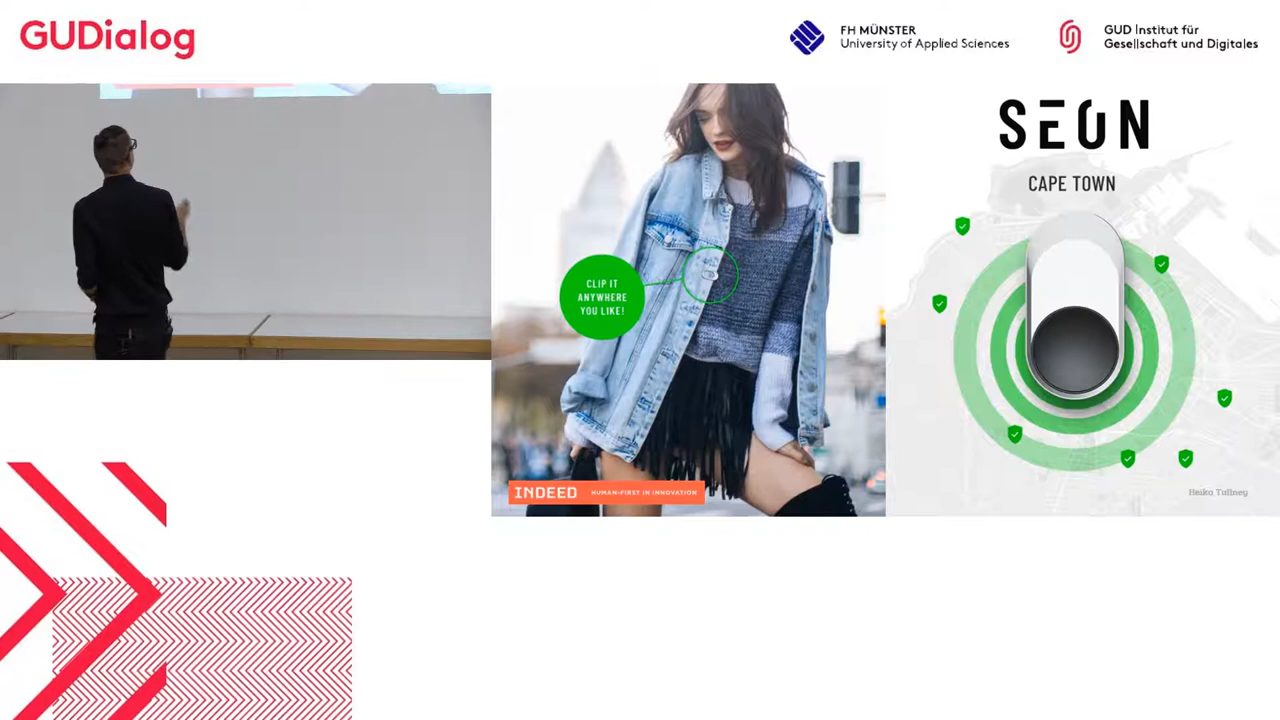 GUDialog
FH MÜNSTER
University of Applied Sciences
GUD Institut für
Gesellschaft und Digitales
CLIP IT
ANYWHERE
YOU LIKE!
INDEED HUMAN-FIRST IN INNOVATION
SEON
CAPE TOWN
Heiko Tullney